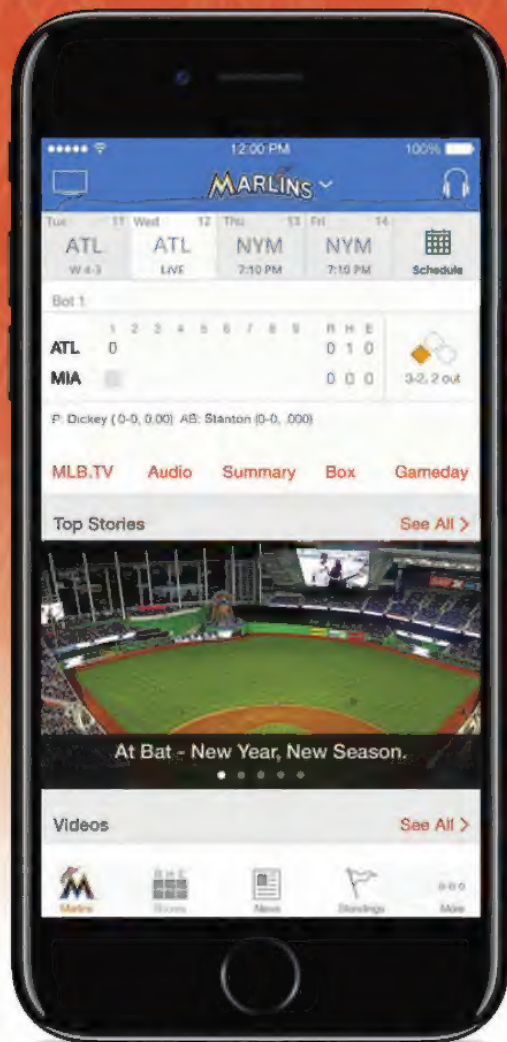 12:00 PM 100%
MARLINS
Tue 11 Wed 12 Thu 13 Fri 14
ATL ATL NYM NYM
W 4-3 LIVE 7:10 PM 7:10 PM Schedule
Bot 1
1 2 3 4 5 6 7 8 9 R H E
ATL 0 0 1 0
MIA 0 0 0 3-2, 2 out
P: Dickey (0-0, 0.00) AB: Stanton (0-0, .000)
MLB.TV Audio Summary Box Gameday
Top Stories See All >
At Bat - New Year, New Season.
Videos See All >
R H E
M
Marlins Scores News Standings More